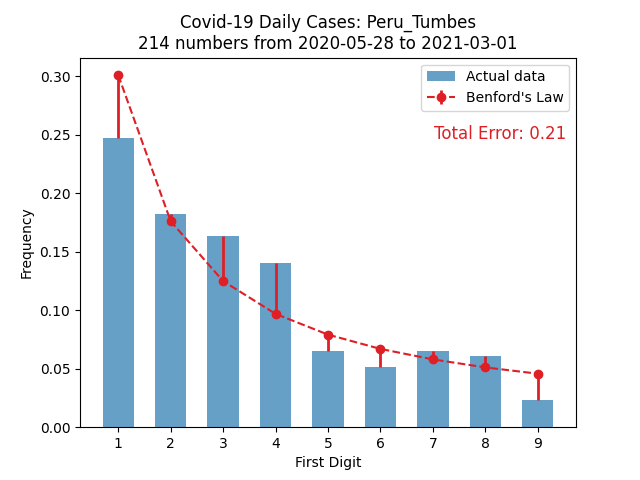 Covid-19 Daily Cases: Peru_Tumbes
214 numbers from 2020-05-28 to 2021-03-01
Actual data
Benford's Law
Total Error: 0.21
0.30
0.25
0.20
0.15
0.10
0.05
0.00
Frequency
1 2 3 4 5 6 7 8 9
First Digit